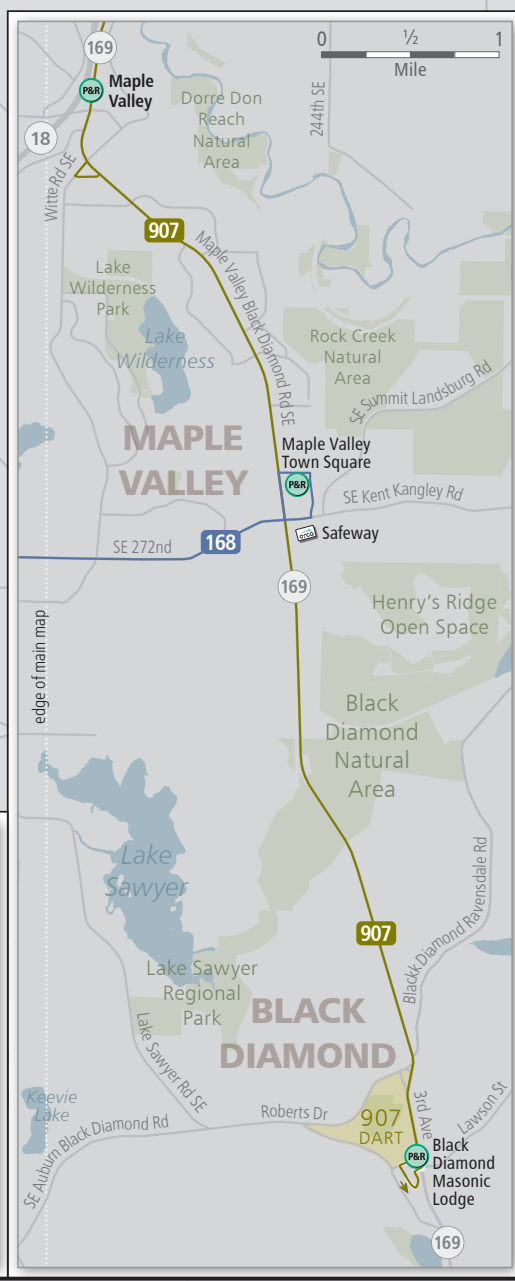 0 ½ 1
Mile
169
P&R
Maple
Valley
Dorre Don
Reach
Natural
Area
244th SE
18
Witte Rd SE
907
Maple Valley Black Diamond Rd SE
Lake
Wilderness
Park
Lake
Wilderness
Rock Creek
Natural
Area
SE Summit Landsburg Rd
MAPLE
VALLEY
Maple Valley
Town Square
P&R
SE Kent Kangley Rd
orca
Safeway
SE 272nd
168
169
Henry's Ridge
Open Space
edge of main map
Black
Diamond
Natural
Area
Lake
Sawyer
907
Blackk Diamond Ravensdale Rd
Lake Sawyer
Regional
Park
BLACK
DIAMOND
Lake Sawyer Rd SE
Keevie
Lake
SE Auburn Black Diamond Rd
Roberts Dr
907
DART
3rd Ave
Lawson St
P&R
Black
Diamond
Masonic
Lodge
169